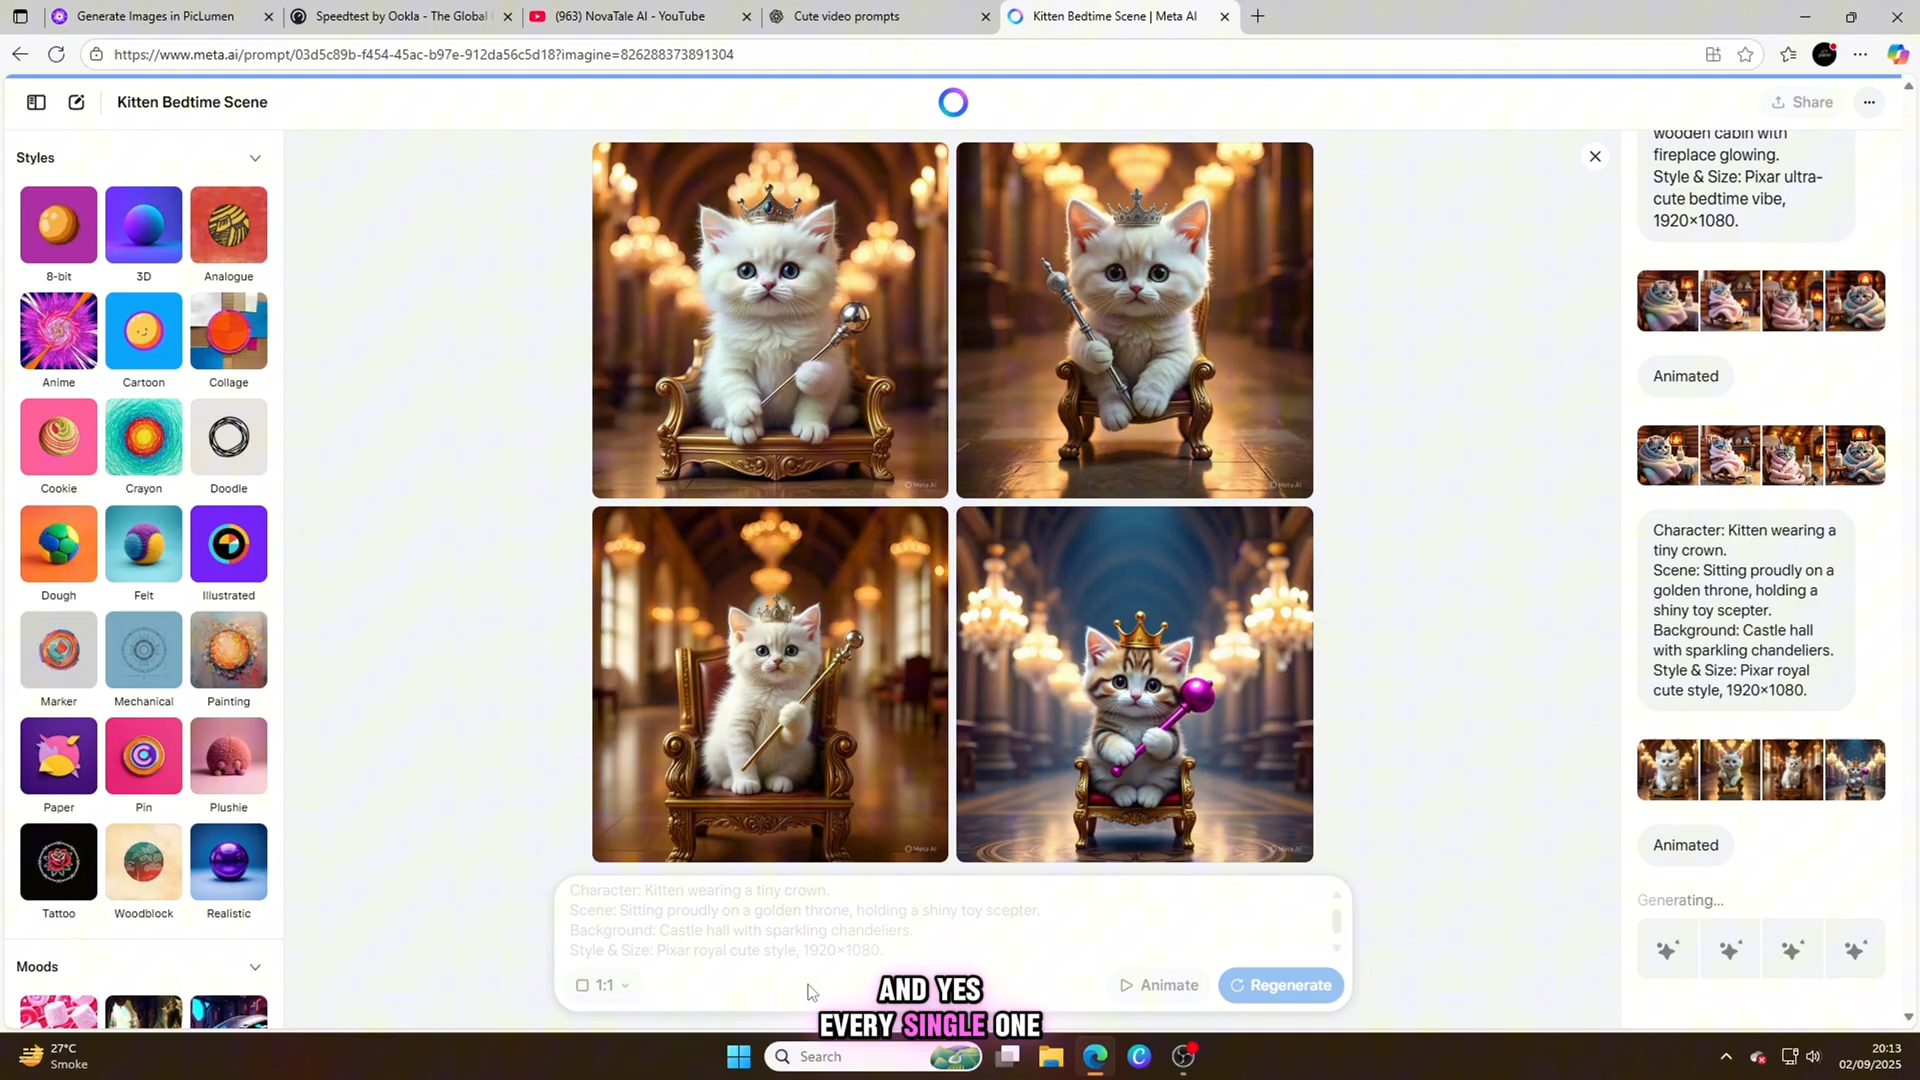 Generate Images in PicLumen
Speedtest by Ookla - The Global
(963) NovaTale AI - YouTube
Cute video prompts
Kitten Bedtime Scene | Meta AI
https://www.meta.ai/prompt/03d5c89b-f454-45ac-b97e-912da56c5d18?imagine=826288373891304
Kitten Bedtime Scene
Share
Styles
8-bit
3D
Analogue
Anime
Cartoon
Collage
Cookie
Crayon
Doodle
Dough
Felt
Illustrated
Marker
Mechanical
Painting
Paper
Pin
Plushie
Tattoo
Woodblock
Realistic
Moods
Meta AI
Meta AI
Meta AI
Meta AI
Character: Kitten wearing a tiny crown.
Scene: Sitting proudly on a golden throne, holding a shiny toy scepter.
Background: Castle hall with sparkling chandeliers.
Style & Size: Pixar royal cute style, 1920×1080.
1:1
Animate
Regenerate
AND YES
EVERY SINGLE ONE
wooden cabin with
fireplace glowing.
Style & Size: Pixar ultra-
cute bedtime vibe,
1920×1080.
Animated
Character: Kitten wearing a
tiny crown.
Scene: Sitting proudly on a
golden throne, holding a
shiny toy scepter.
Background: Castle hall
with sparkling chandeliers.
Style & Size: Pixar royal
cute style, 1920×1080.
Animated
Generating...
27°C
Smoke
Search
20:13
02/09/2025